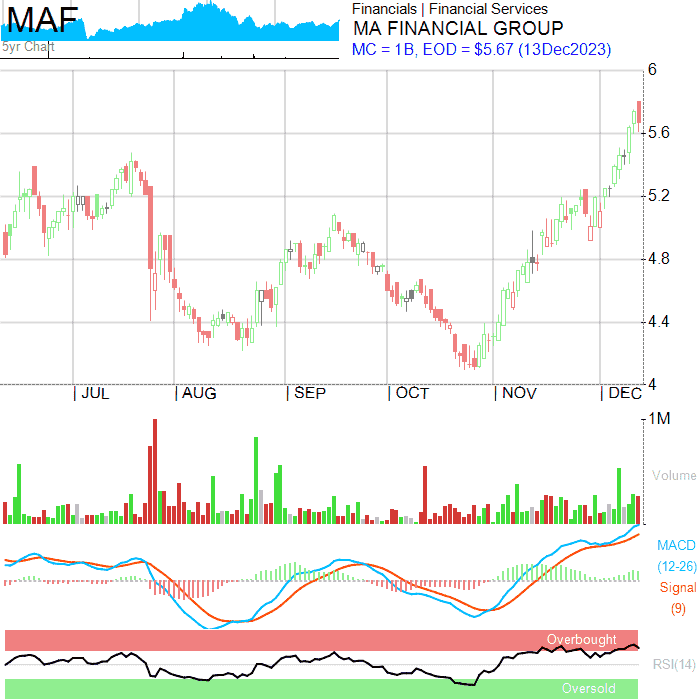 MAF
5yr Chart
Financials | Financial Services
MA FINANCIAL GROUP
MC = 1B, EOD = $5.67 (13Dec2023)
6
5.6
5.2
4.8
4.4
4
| JUL | AUG | SEP | OCT | NOV | DEC
1M
Volume
MACD
(12-26)
Signal
(9)
Overbought
RSI(14)
Oversold